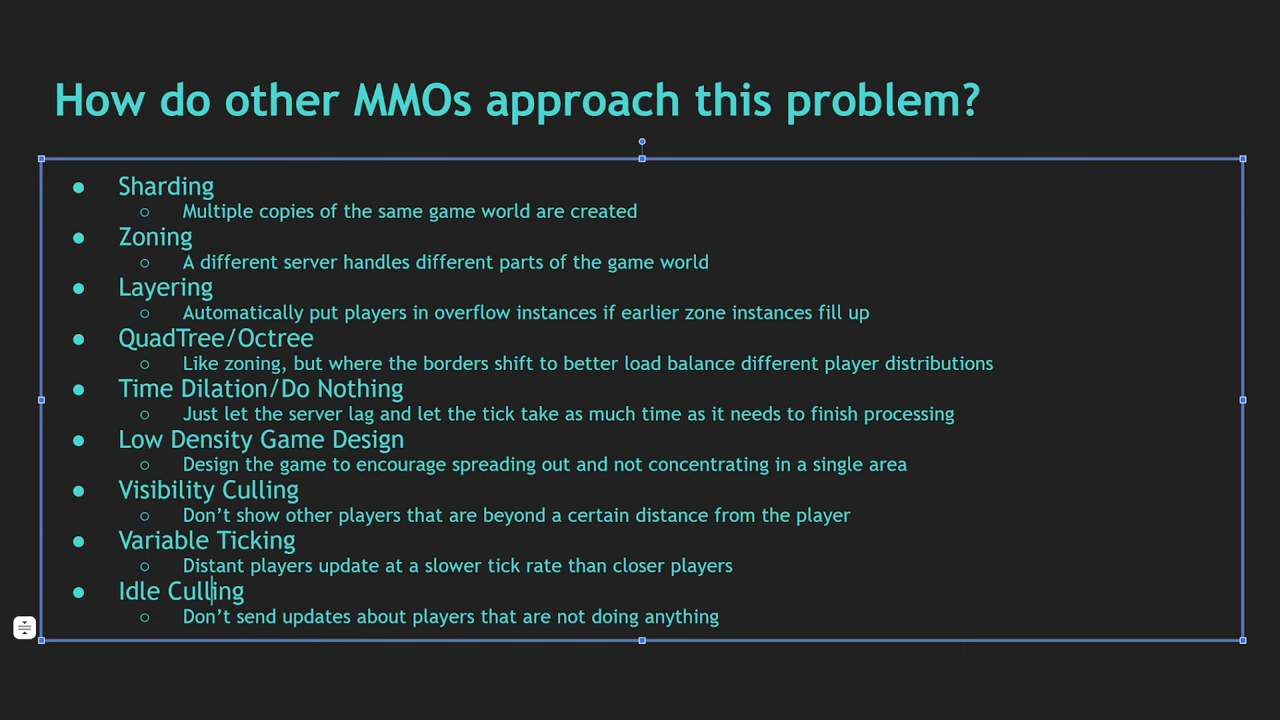 How do other MMOs approach this problem?
● Sharding
○ Multiple copies of the same game world are created
● Zoning
○ A different server handles different parts of the game world
● Layering
○ Automatically put players in overflow instances if earlier zone instances fill up
● QuadTree/Octree
○ Like zoning, but where the borders shift to better load balance different player distributions
● Time Dilation/Do Nothing
○ Just let the server lag and let the tick take as much time as it needs to finish processing
● Low Density Game Design
○ Design the game to encourage spreading out and not concentrating in a single area
● Visibility Culling
○ Don’t show other players that are beyond a certain distance from the player
● Variable Ticking
○ Distant players update at a slower tick rate than closer players
● Idle Culling
○ Don’t send updates about players that are not doing anything